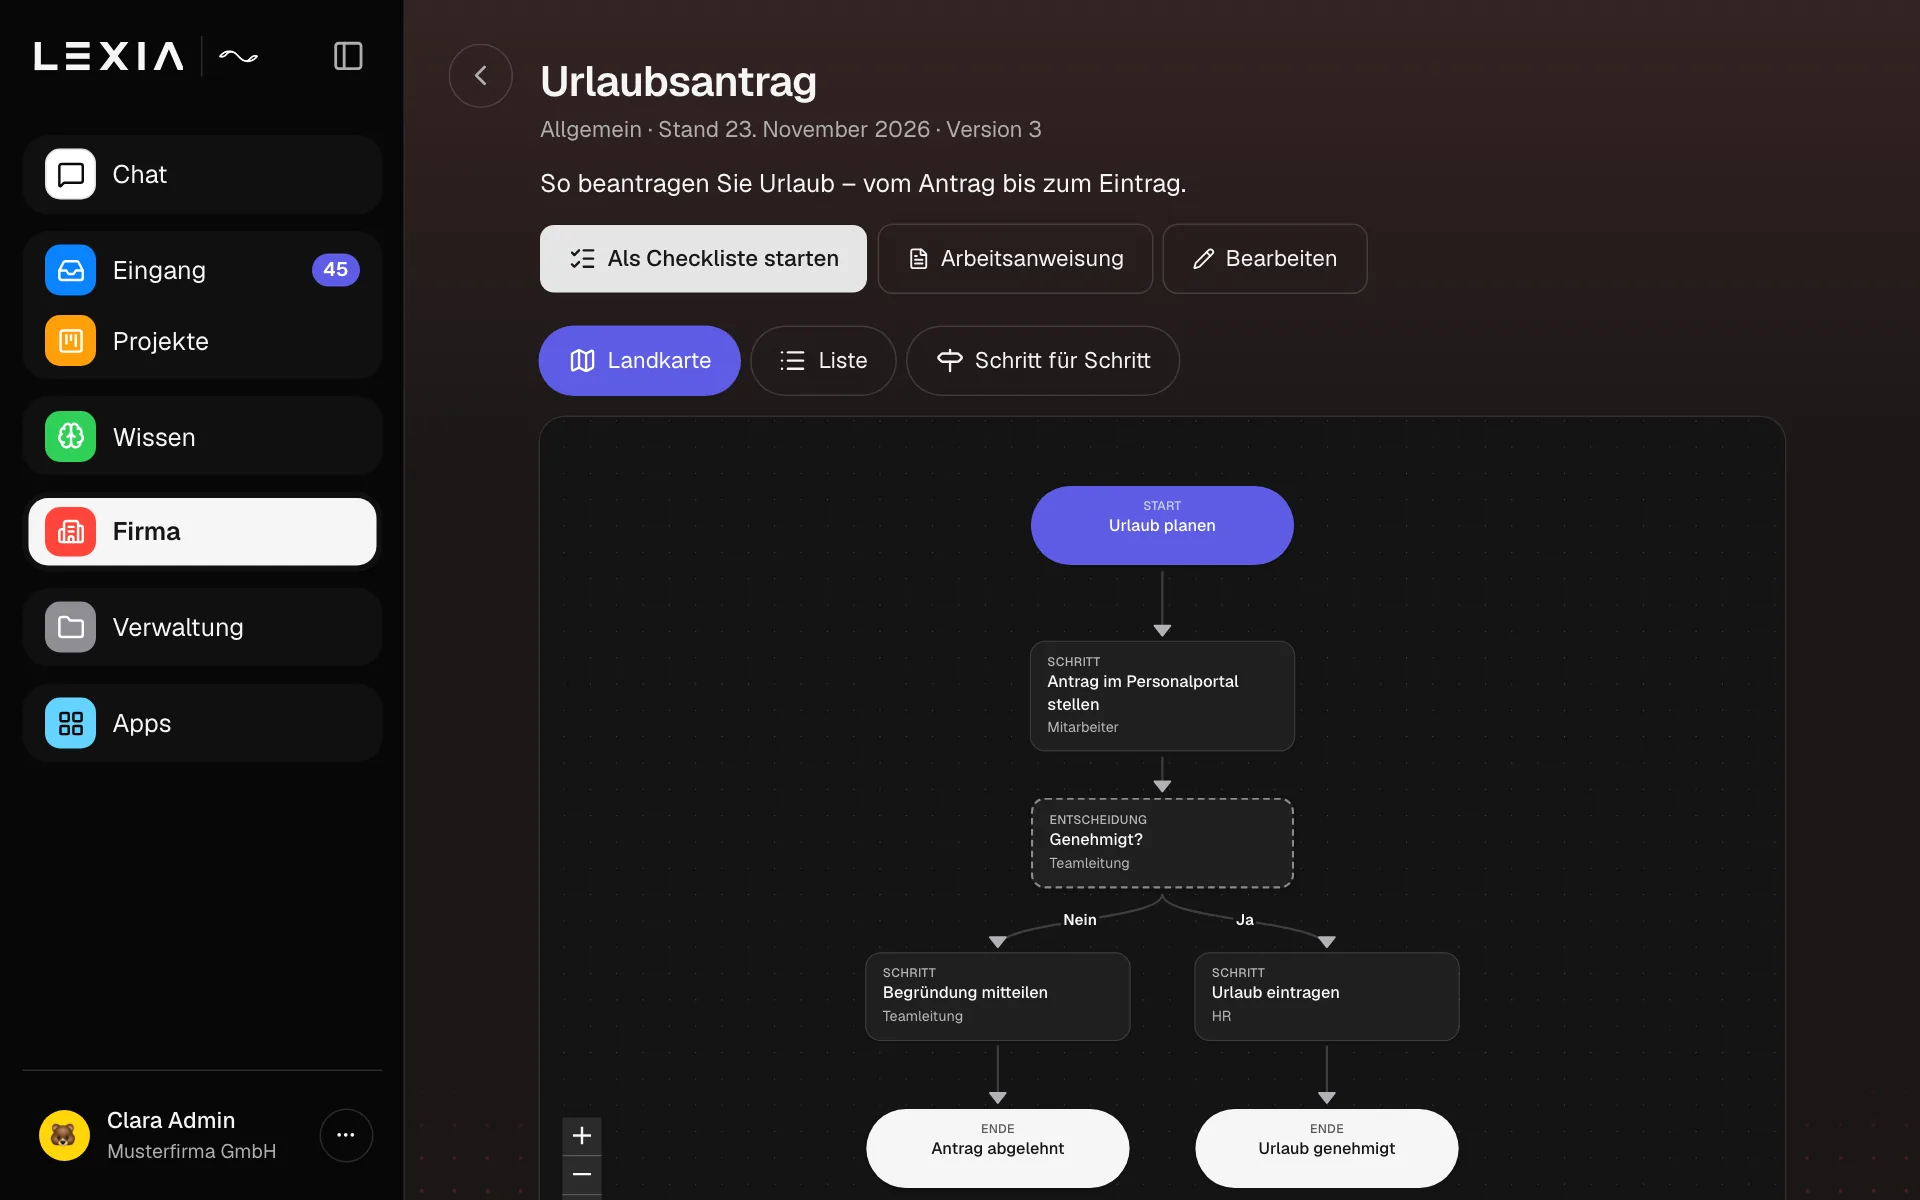 LEXIA
Chat
Eingang
45
Projekte
Wissen
Firma
Verwaltung
Apps
Clara Admin
Musterfirma GmbH
Urlaubsantrag
Allgemein · Stand 23. November 2026 · Version 3
So beantragen Sie Urlaub – vom Antrag bis zum Eintrag.
Als Checkliste starten
Arbeitsanweisung
Bearbeiten
Landkarte
Liste
Schritt für Schritt
START
Urlaub planen
SCHRITT
Antrag im Personalportal
stellen
Mitarbeiter
ENTSCHEIDUNG
Genehmigt?
Teamleitung
Nein
Ja
SCHRITT
Begründung mitteilen
Teamleitung
SCHRITT
Urlaub eintragen
HR
ENDE
Antrag abgelehnt
ENDE
Urlaub genehmigt